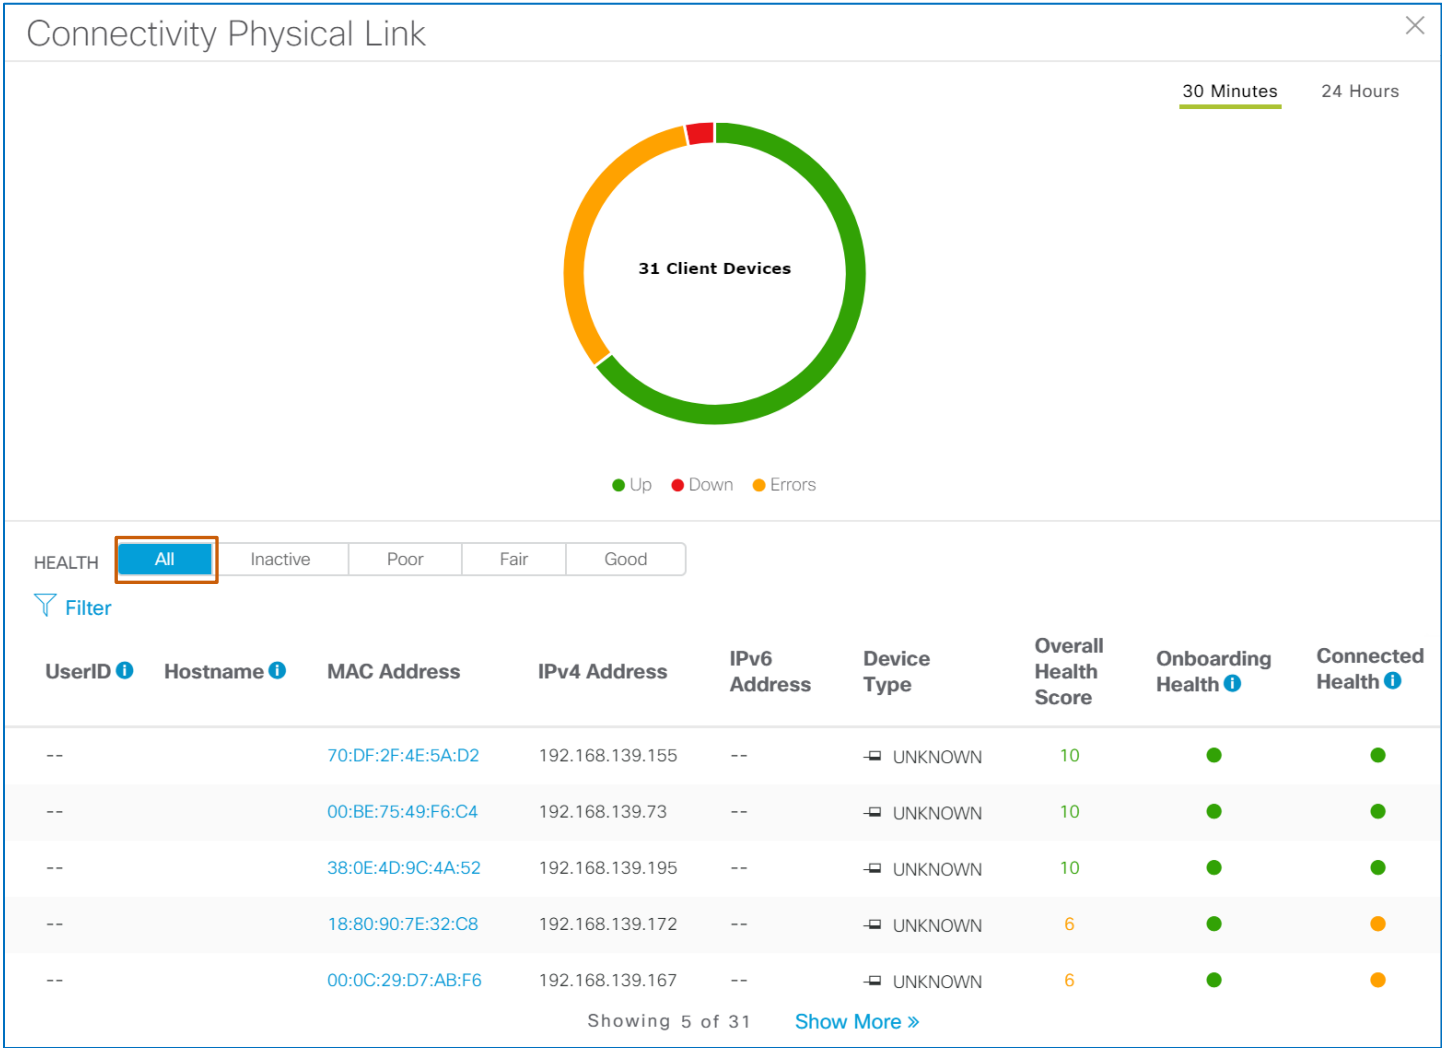 Connectivity Physical Link
30 Minutes 24 Hours
31 Client Devices
Up Down Errors
HEALTH All Inactive Poor Fair Good
Filter
UserID Hostname MAC Address IPv4 Address IPv6 Address Device Type Overall Health Score Onboarding Health Connected Health
-- 70:DF:2F:4E:5A:D2 192.168.139.155 -- UNKNOWN 10
-- 00:BE:75:49:F6:C4 192.168.139.73 -- UNKNOWN 10
-- 38:0E:4D:9C:4A:52 192.168.139.195 -- UNKNOWN 10
-- 18:80:90:7E:32:C8 192.168.139.172 -- UNKNOWN 6
-- 00:0C:29:D7:AB:F6 192.168.139.167 -- UNKNOWN 6
Showing 5 of 31 Show More »